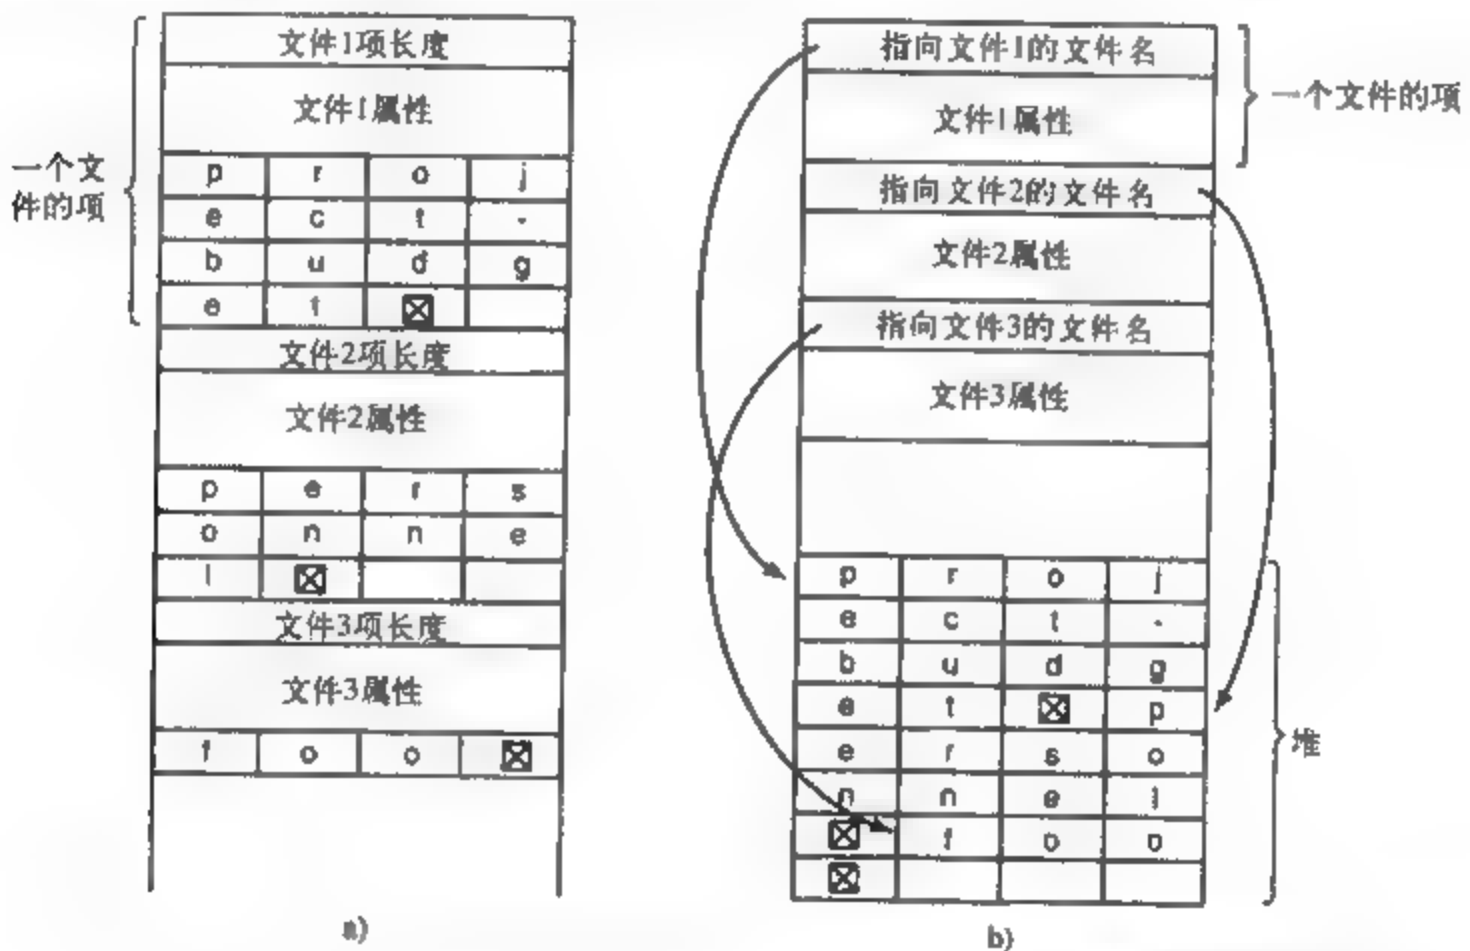 文件1项长度
文件1属性
一个文
件的项
p r o j
e c t -
b u d g
e t ☒
文件2项长度
文件2属性
p e r s
o n n e
l ☒
文件3项长度
文件3属性
f o o ☒
a)
指向文件1的文件名
一个文件的项
文件1属性
指向文件2的文件名
文件2属性
指向文件3的文件名
文件3属性
p r o j
e c t -
b u d g
e t ☒ p
e r s o
n n e l
☒ f o o
☒
堆
b)